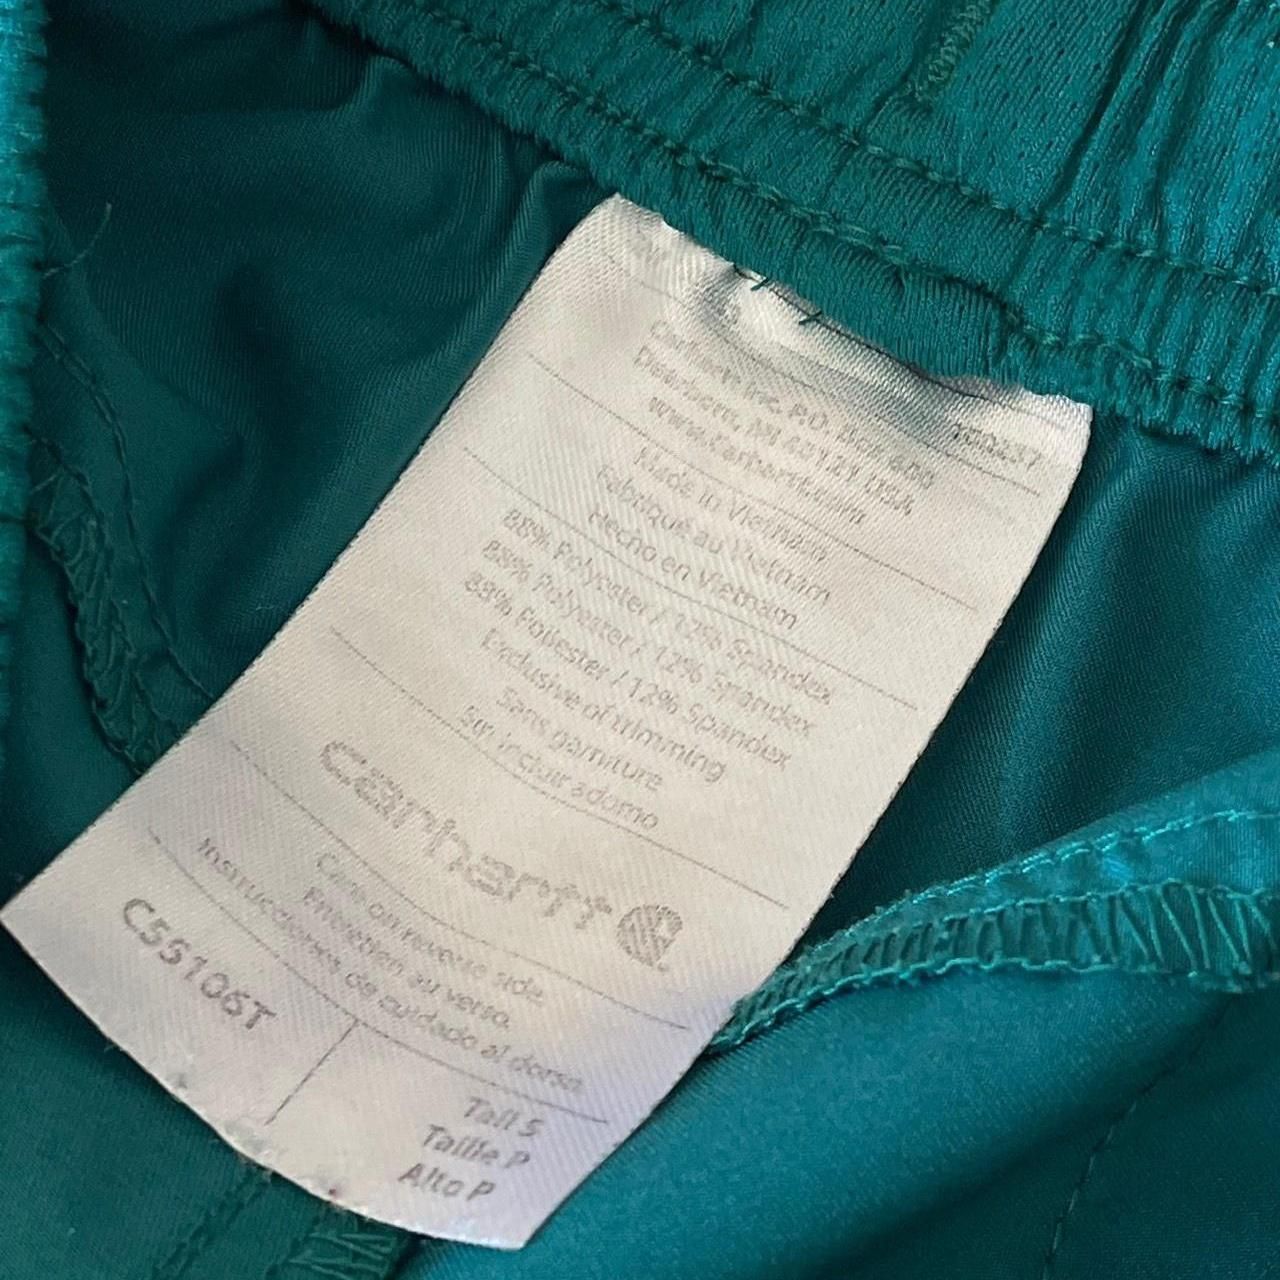 Carhartt, Inc. P.O. Box 600
Dearborn, MI 48121 USA
www.Carhartt.com
Made in Vietnam
Fabriqué au Vietnam
Hecho en Vietnam
88% Polyester / 12% Spandex
88% Polyester / 12% Spandex
88% Poliester / 12% Spandex
Exclusive of trimming
Sans garniture
Sin incluir adorno
carhartt
Care on reverse side
Entretien au verso.
Instrucciones de cuidado al dorso
C55106T
Tall S
Taille P
Alto P